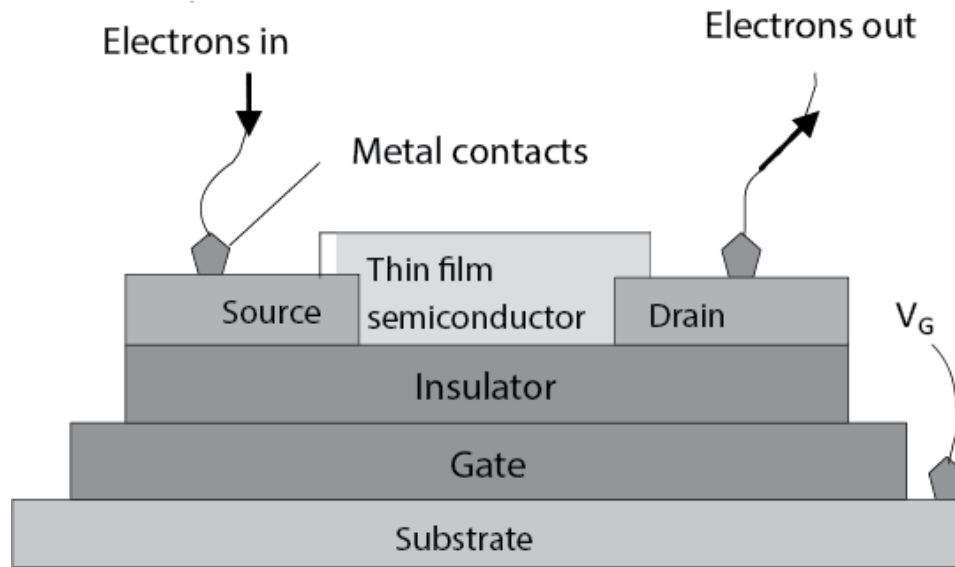 Electrons in
Electrons out
Metal contacts
Thin film
semiconductor
Source
Drain
V_G
Insulator
Gate
Substrate